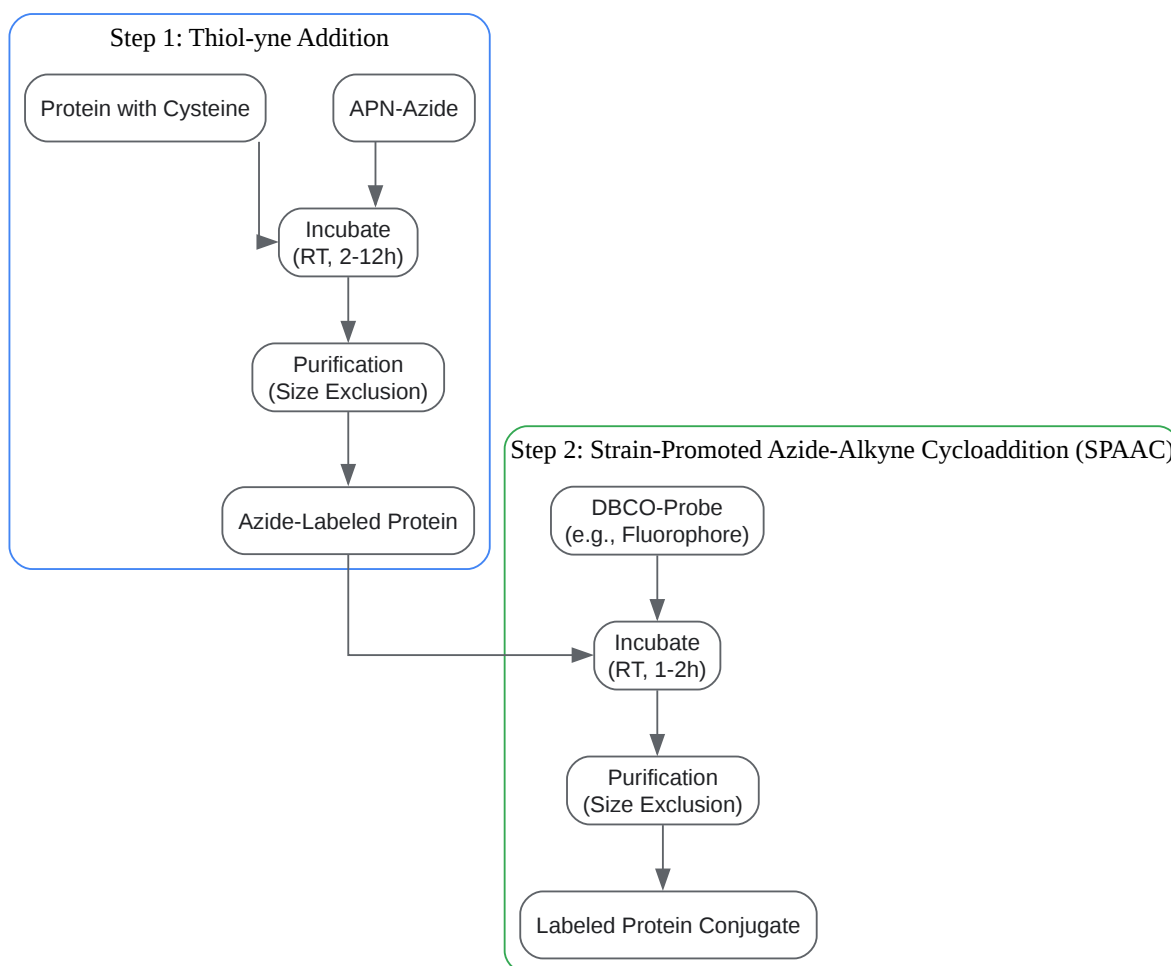 Step 1: Thiol-yne Addition
Protein with Cysteine
APN-Azide
Incubate
(RT, 2-12h)
Purification
(Size Exclusion)
Azide-Labeled Protein
Step 2: Strain-Promoted Azide-Alkyne Cycloaddition (SPAAC)
DBCO-Probe
(e.g., Fluorophore)
Incubate
(RT, 1-2h)
Purification
(Size Exclusion)
Labeled Protein Conjugate